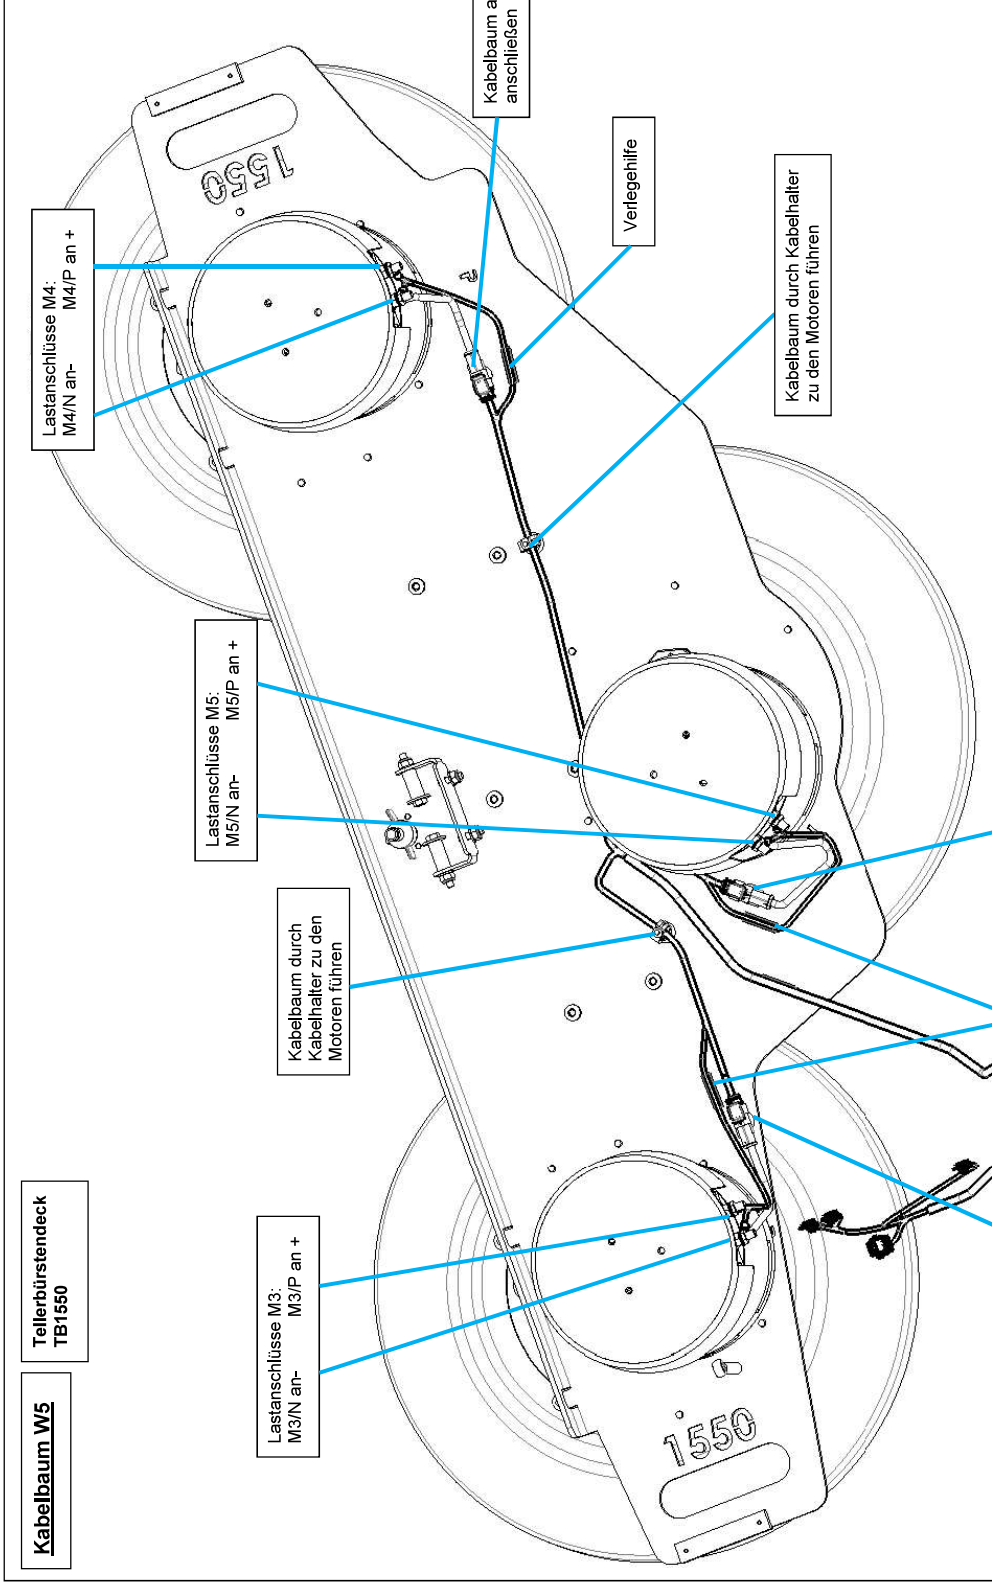 Kabelbaum W5
Tellerbürstendeck
TB1550
Lastanschlüsse M3:
M3/N an- M3/P an +
Kabelbaum durch
Kabelhalter zu den
Motoren führen
Lastanschlüsse M5:
M5/N an- M5/P an +
Lastanschlüsse M4:
M4/N an- M4/P an +
Kabelbaum a
anschließen
Verlegehilfe
Kabelbaum durch Kabelhalter
zu den Motoren führen
1550
1550